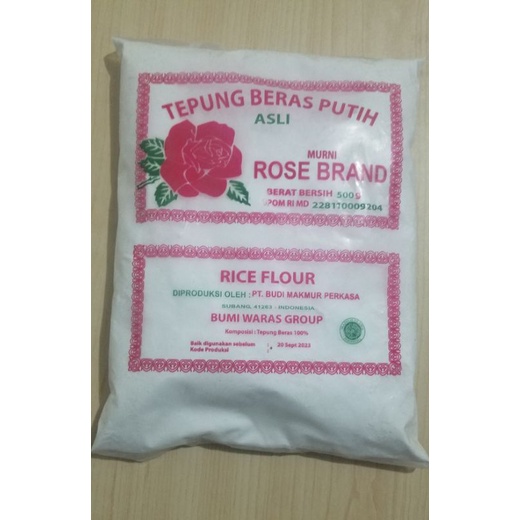 TEPUNG BERAS PUTIH
ASLI
MURNI
ROSE BRAND
BERAT BERSIH 500g
POM RI MD 228110009204
RICE FLOUR
DIPRODUKSI OLEH : PT. BUDI MAKMUR PERKASA
SUBANG 41253 - INDONESIA
BUMI WARAS GROUP
Komposisi : Tepung Beras 100%
Baik digunakan sebelum : 20 Sept 2023
Kode Produksi :